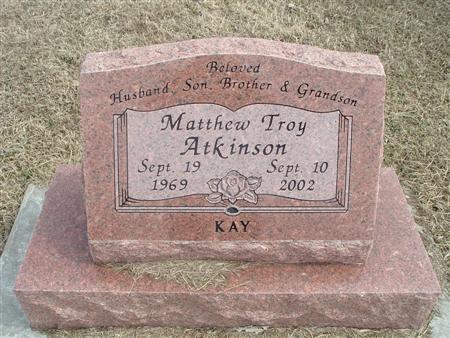 Beloved
Husband, Son, Brother & Grandson
Matthew Troy
Atkinson
Sept. 19 Sept. 10
1969 2002
KAY